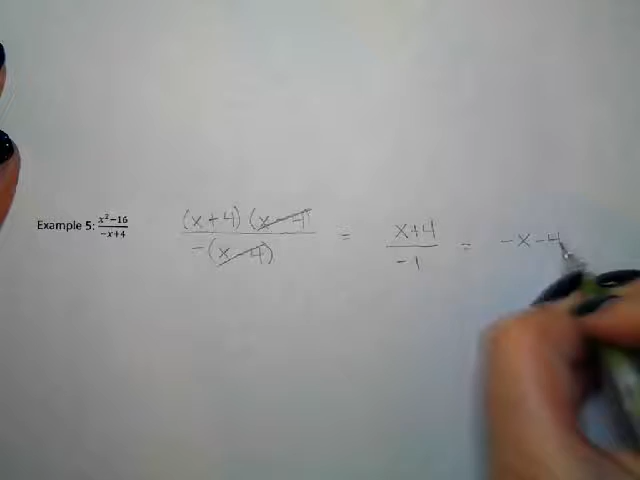 Example 5: x²-16/-x+4 (x+4)(x-4)/-(x-4) = x+4/-1 = -x-4